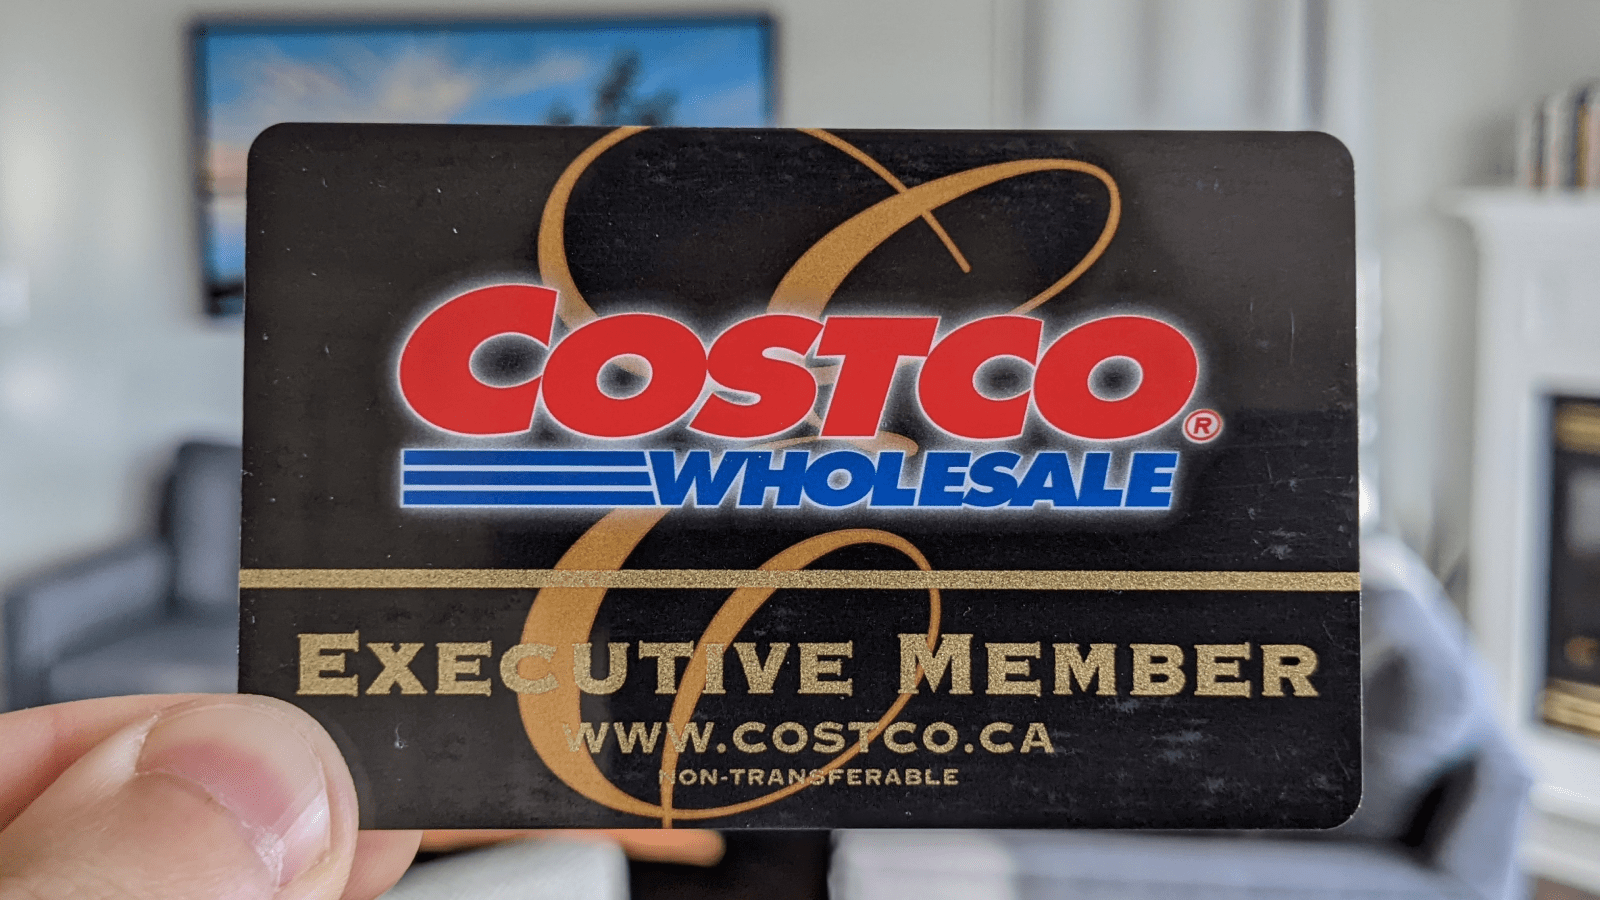 COSTCO®
WHOLESALE
EXECUTIVE MEMBER
WWW.COSTCO.CA
NON-TRANSFERABLE